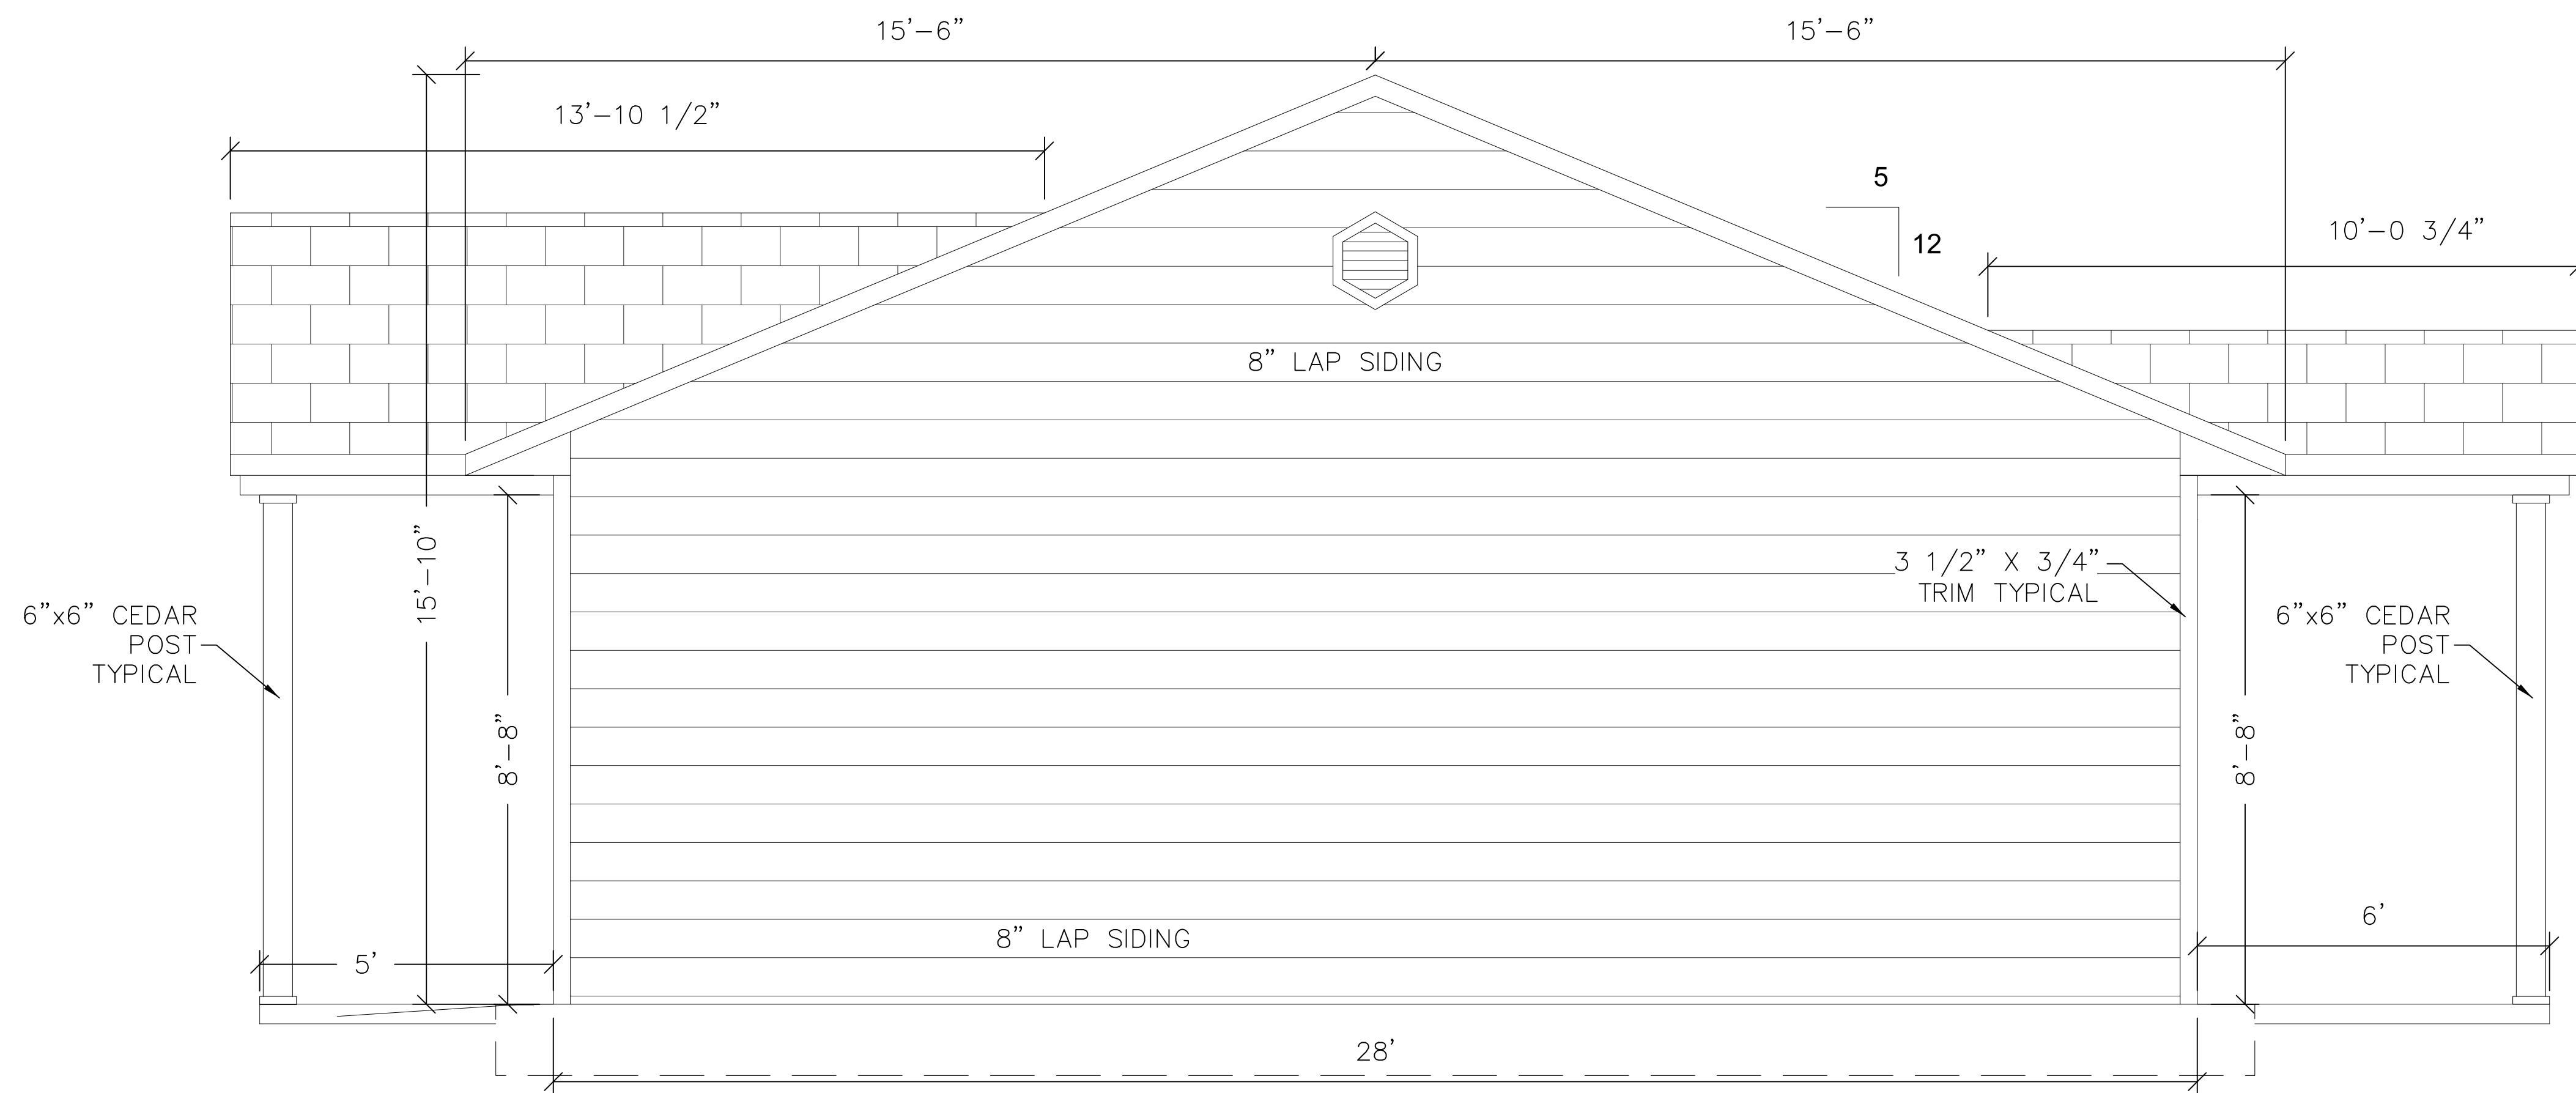 15'-6"
15'-6"
13'-10 1/2"
5
12
10'-0 3/4"
8" LAP SIDING
15'-10"
3 1/2" X 3/4"
TRIM TYPICAL
6"x6" CEDAR
POST
TYPICAL
6"x6" CEDAR
POST
TYPICAL
8'-8"
8'-8"
6'
8" LAP SIDING
5'
28'